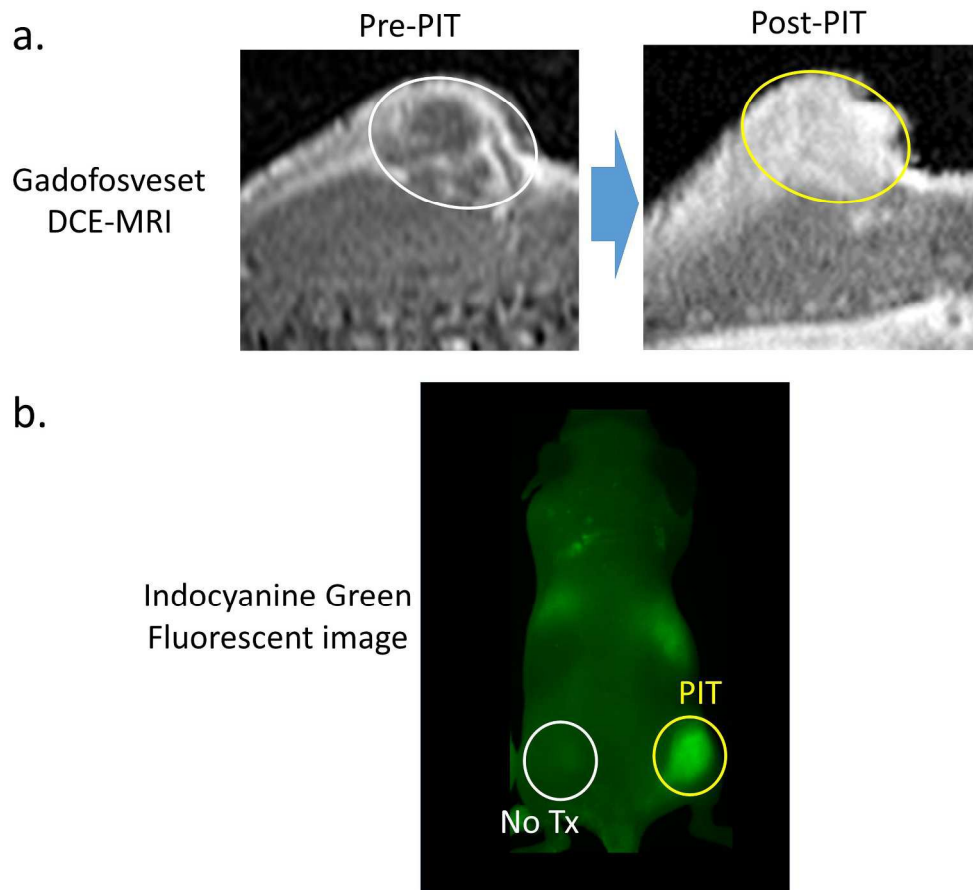 a.
Pre-PIT
Post-PIT
Gadofosveset
DCE-MRI
b.
Indocyanine Green
Fluorescent image
PIT
No Tx